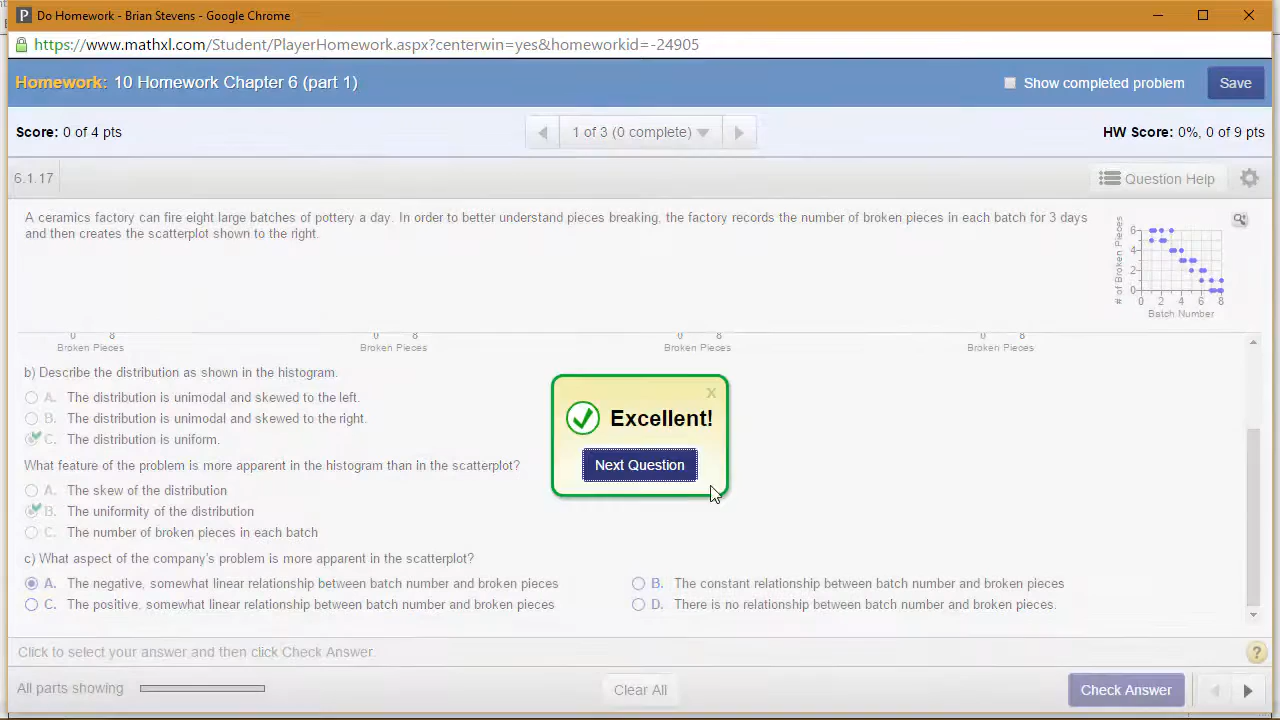 Do Homework - Brian Stevens - Google Chrome
https://www.mathxl.com/Student/PlayerHomework.aspx?centerwin=yes&homeworkid=-24905
Homework: 10 Homework Chapter 6 (part 1)
Show completed problem
Save
Score: 0 of 4 pts
1 of 3 (0 complete)
HW Score: 0%, 0 of 9 pts
6.1.17
Question Help
A ceramics factory can fire eight large batches of pottery a day. In order to better understand pieces breaking, the factory records the number of broken pieces in each batch for 3 days
and then creates the scatterplot shown to the right.
# of Broken Pieces
6
4
2
0
0 2 4 6 8
Batch Number
0 8
Broken Pieces
0 8
Broken Pieces
0 8
Broken Pieces
0 8
Broken Pieces
b) Describe the distribution as shown in the histogram.
A. The distribution is unimodal and skewed to the left.
B. The distribution is unimodal and skewed to the right.
C. The distribution is uniform.
What feature of the problem is more apparent in the histogram than in the scatterplot?
A. The skew of the distribution
B. The uniformity of the distribution
C. The number of broken pieces in each batch
c) What aspect of the company's problem is more apparent in the scatterplot?
A. The negative, somewhat linear relationship between batch number and broken pieces
B. The constant relationship between batch number and broken pieces
C. The positive, somewhat linear relationship between batch number and broken pieces
D. There is no relationship between batch number and broken pieces.
x
Excellent!
Next Question
Click to select your answer and then click Check Answer.
?
All parts showing
Clear All
Check Answer